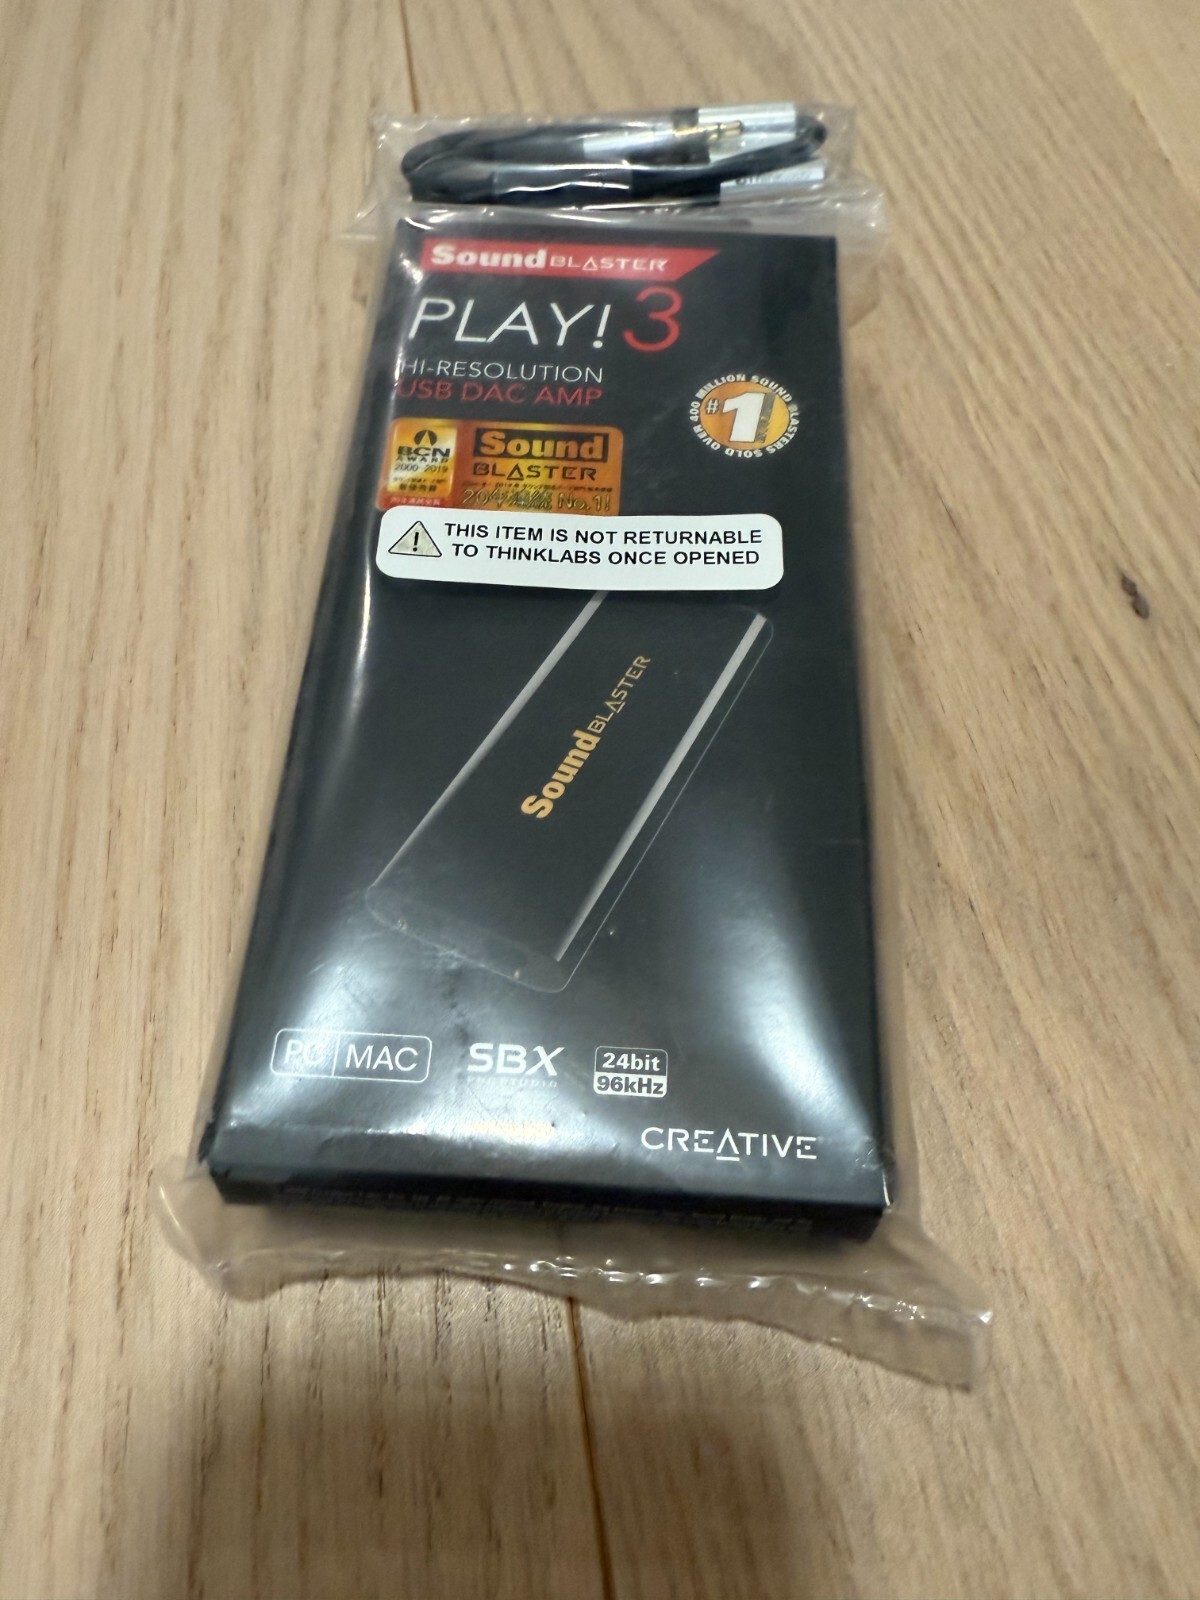 Sound BLASTER
PLAY! 3
HI-RESOLUTION
USB DAC AMP
#1
OVER 400 MILLION SOUND BLASTERS SOLD
BCN
AWARD
2000-2019
Sound
BLASTER
No.1!
THIS ITEM IS NOT RETURNABLE
TO THINKLABS ONCE OPENED
Sound BLASTER
PC MAC
SBX
PRO STUDIO
24bit
96kHz
CREATIVE